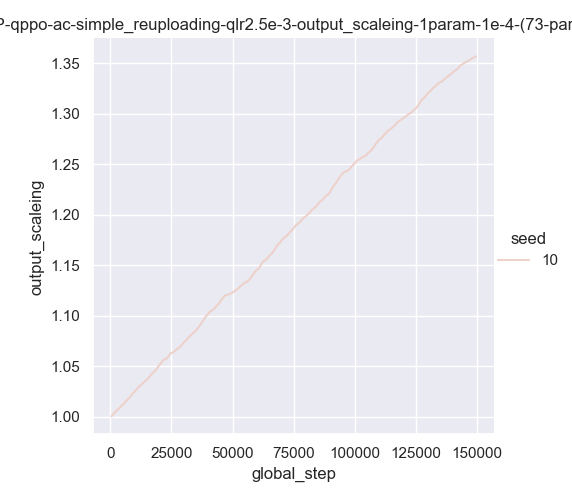 P-qppo-ac-simple_reuploading-qlr2.5e-3-output_scaleing-1param-1e-4-(73-par
1.35
1.30
1.25
1.20
1.15
1.10
1.05
1.00
output_scaleing
0 25000 50000 75000 100000 125000 150000
global_step
seed
10